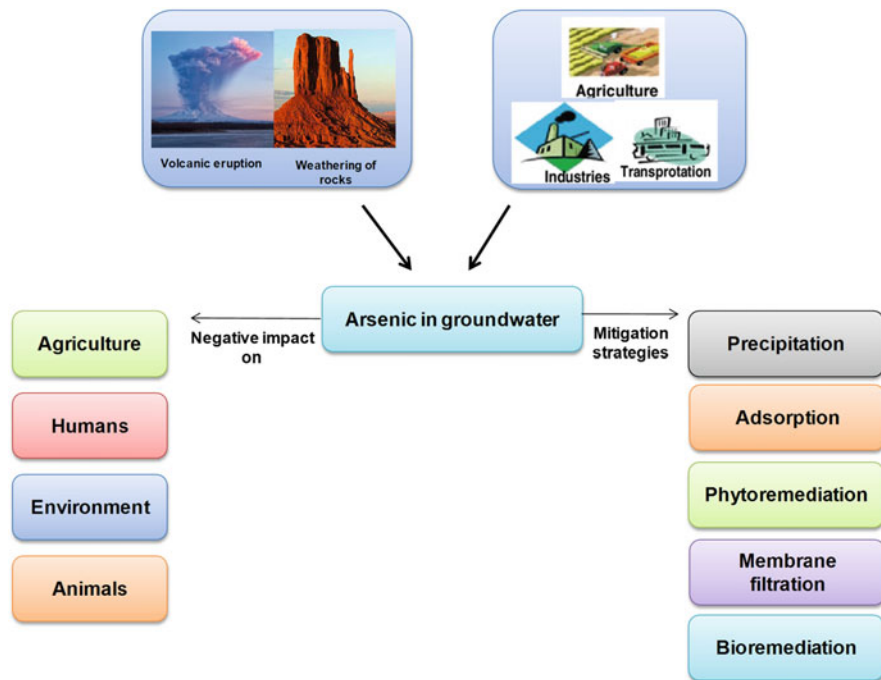 Volcanic eruption
Weathering of
rocks
Agriculture
Industries
Transprotation
Arsenic in groundwater
Negative impact
on
Mitigation
strategies
Agriculture
Humans
Environment
Animals
Precipitation
Adsorption
Phytoremediation
Membrane
filtration
Bioremediation